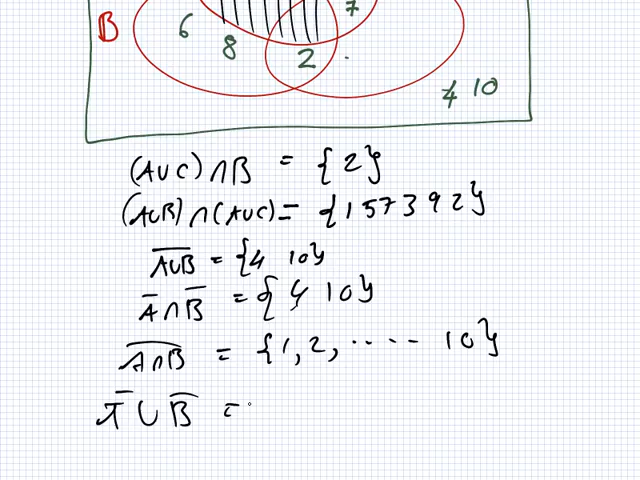 7
B 6
8
2
4 10
(A∪C)∩B = {2}
(A∪B)∩(A∪C) = {1 5 7 3 9 2}
A̅∪̅B̅ = {4 10}
A̅ ∩ B̅ = {4 10}
A̅∩̅B̅ = {1, 2, ..... 10}
A̅ ∪ B̅ =